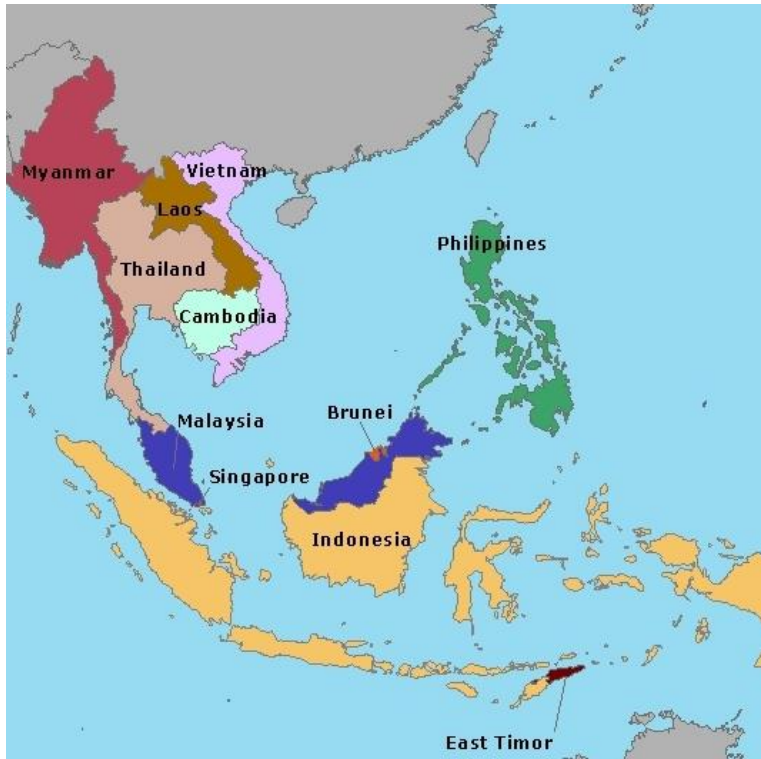 Myanmar
Vietnam
Laos
Philippines
Thailand
Cambodia
Brunei
Malaysia
Singapore
Indonesia
East Timor